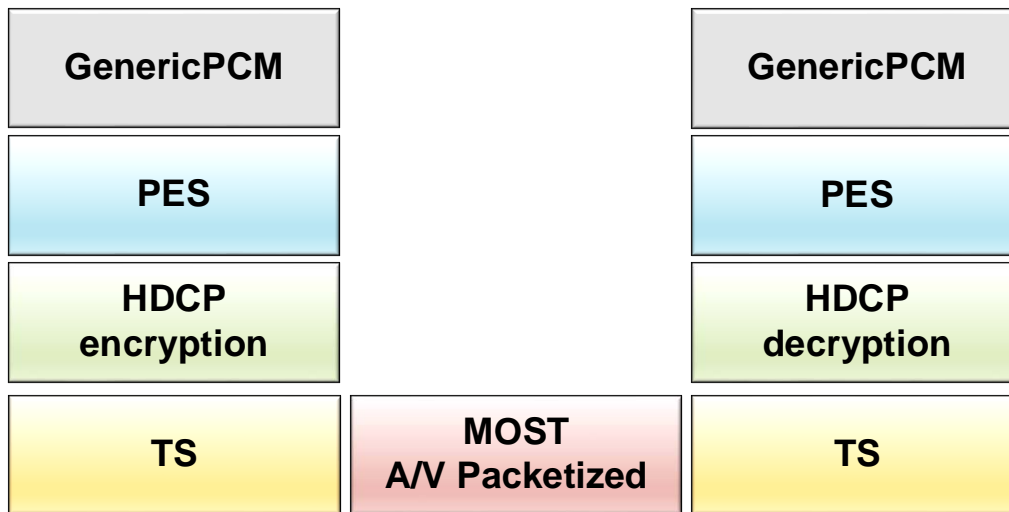 GenericPCM
GenericPCM
PES
PES
HDCP
encryption
HDCP
decryption
TS
MOST
A/V Packetized
TS